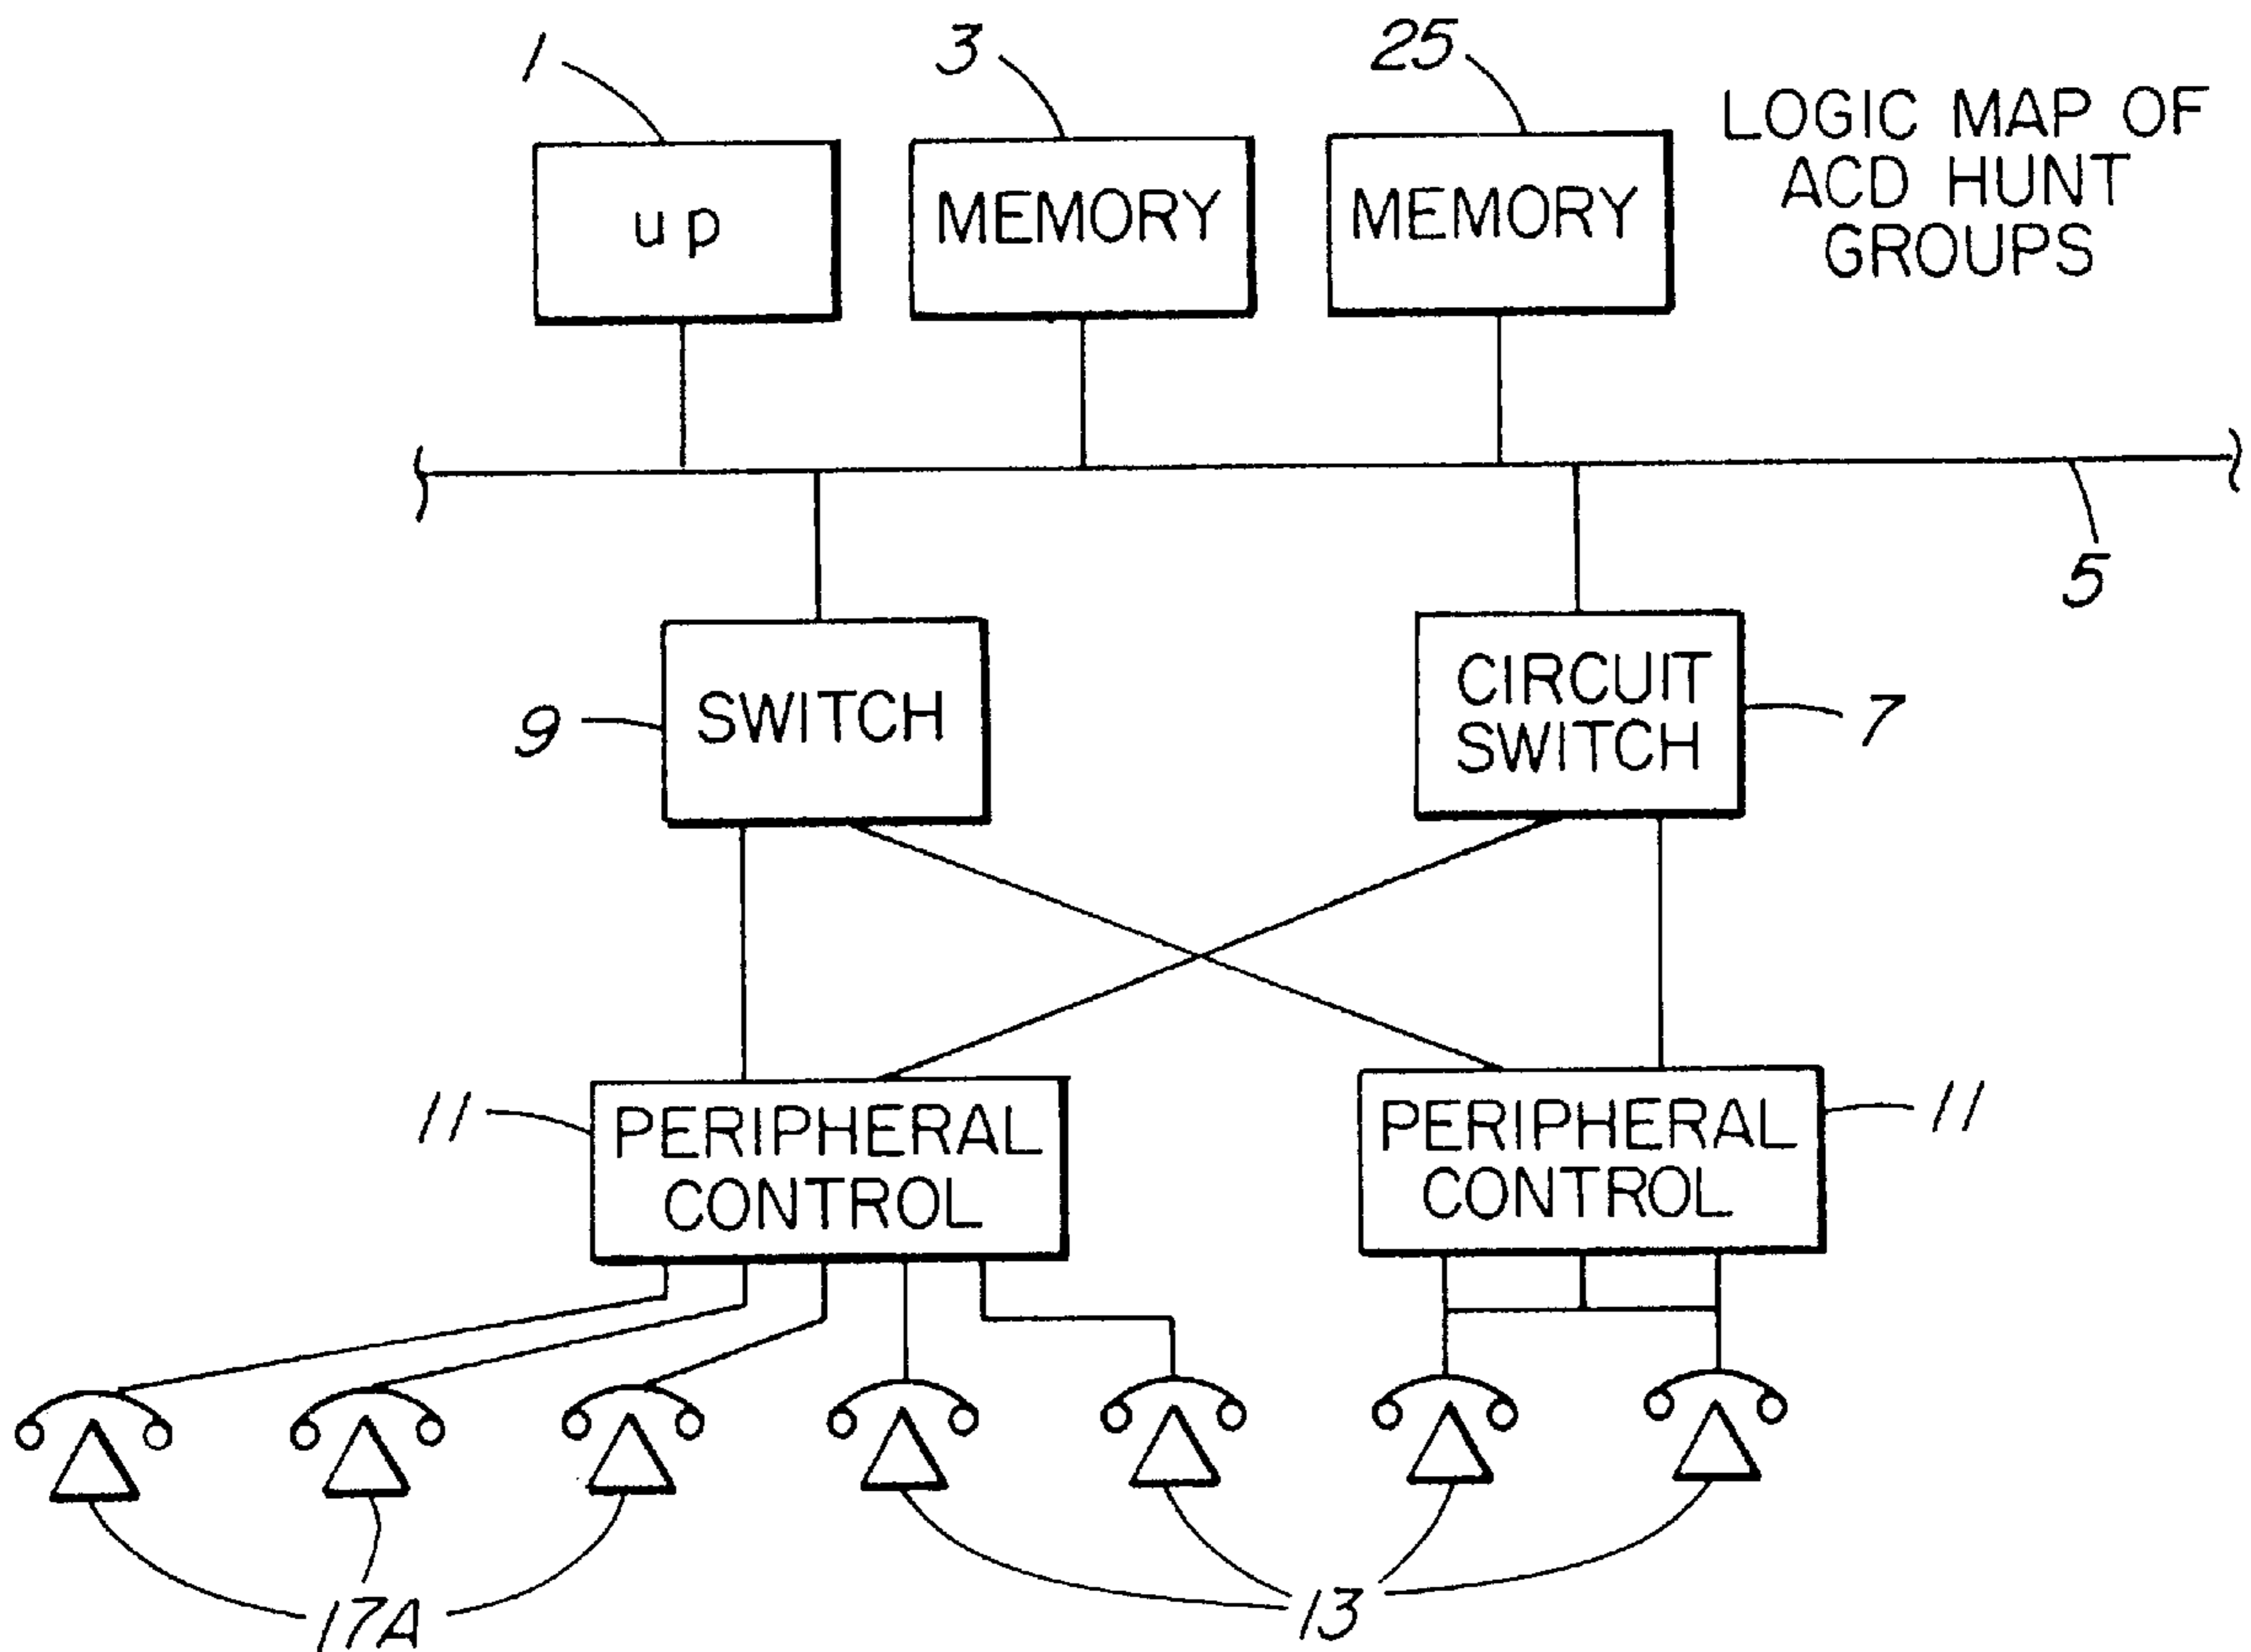 1
3
25
LOGIC MAP OF
ACD HUNT
GROUPS
up
MEMORY
MEMORY
5
9
SWITCH
CIRCUIT
SWITCH
7
11
PERIPHERAL
CONTROL
PERIPHERAL
CONTROL
11
17A
13